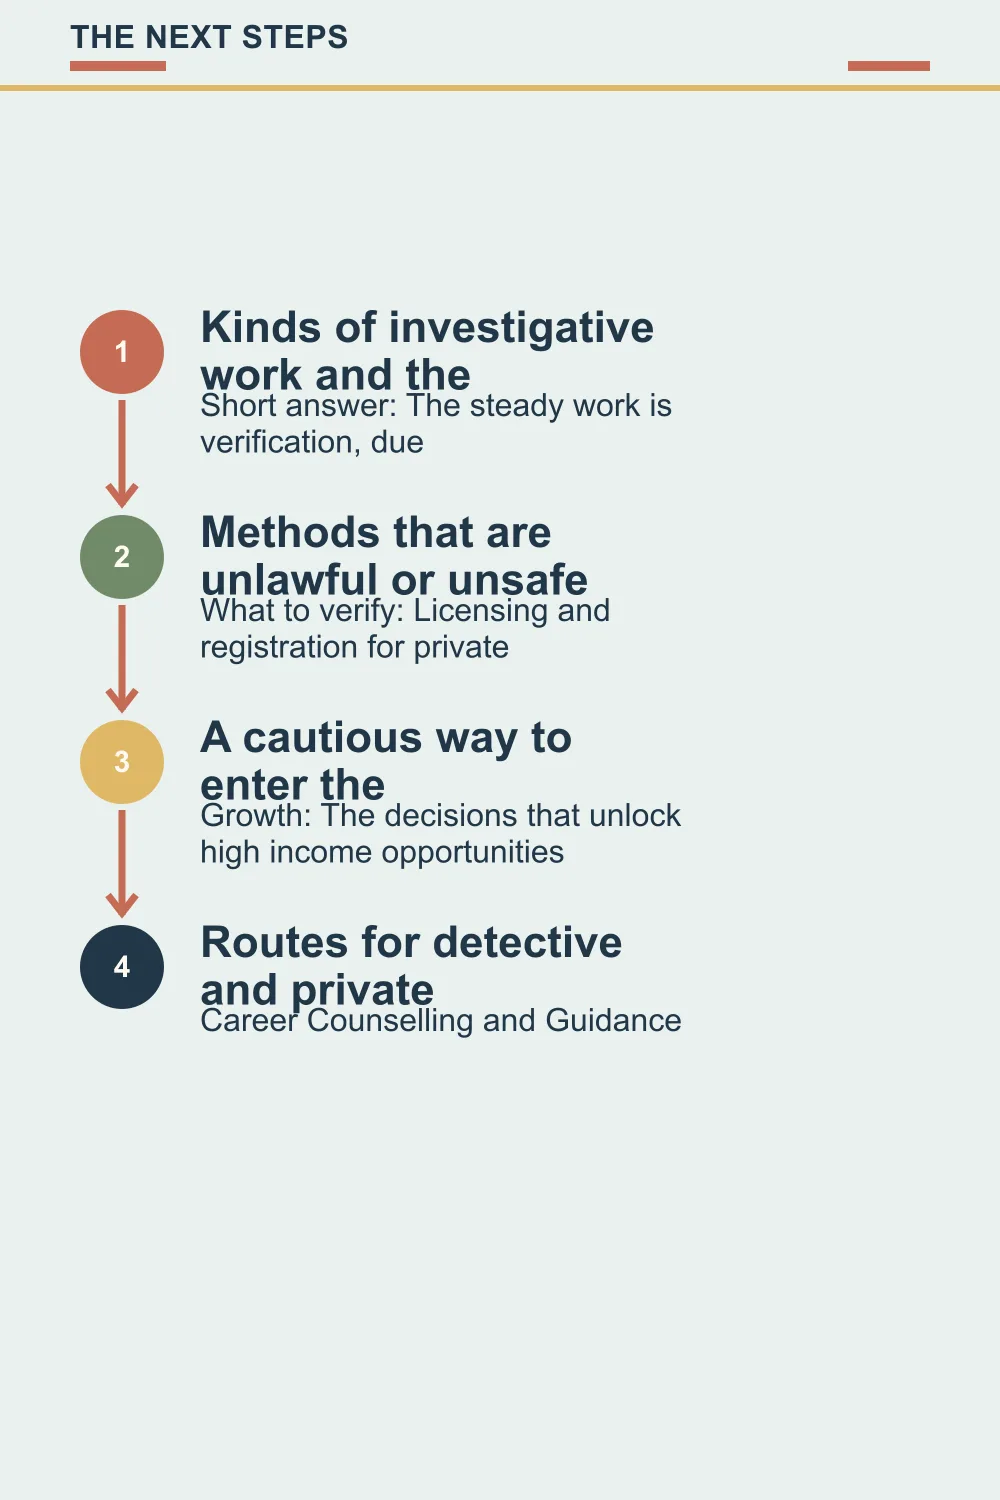 THE NEXT STEPS
1
Kinds of investigative
work and the
Short answer: The steady work is
verification, due
2
Methods that are
unlawful or unsafe
What to verify: Licensing and
registration for private
3
A cautious way to
enter the
Growth: The decisions that unlock
high income opportunities
4
Routes for detective
and private
Career Counselling and Guidance